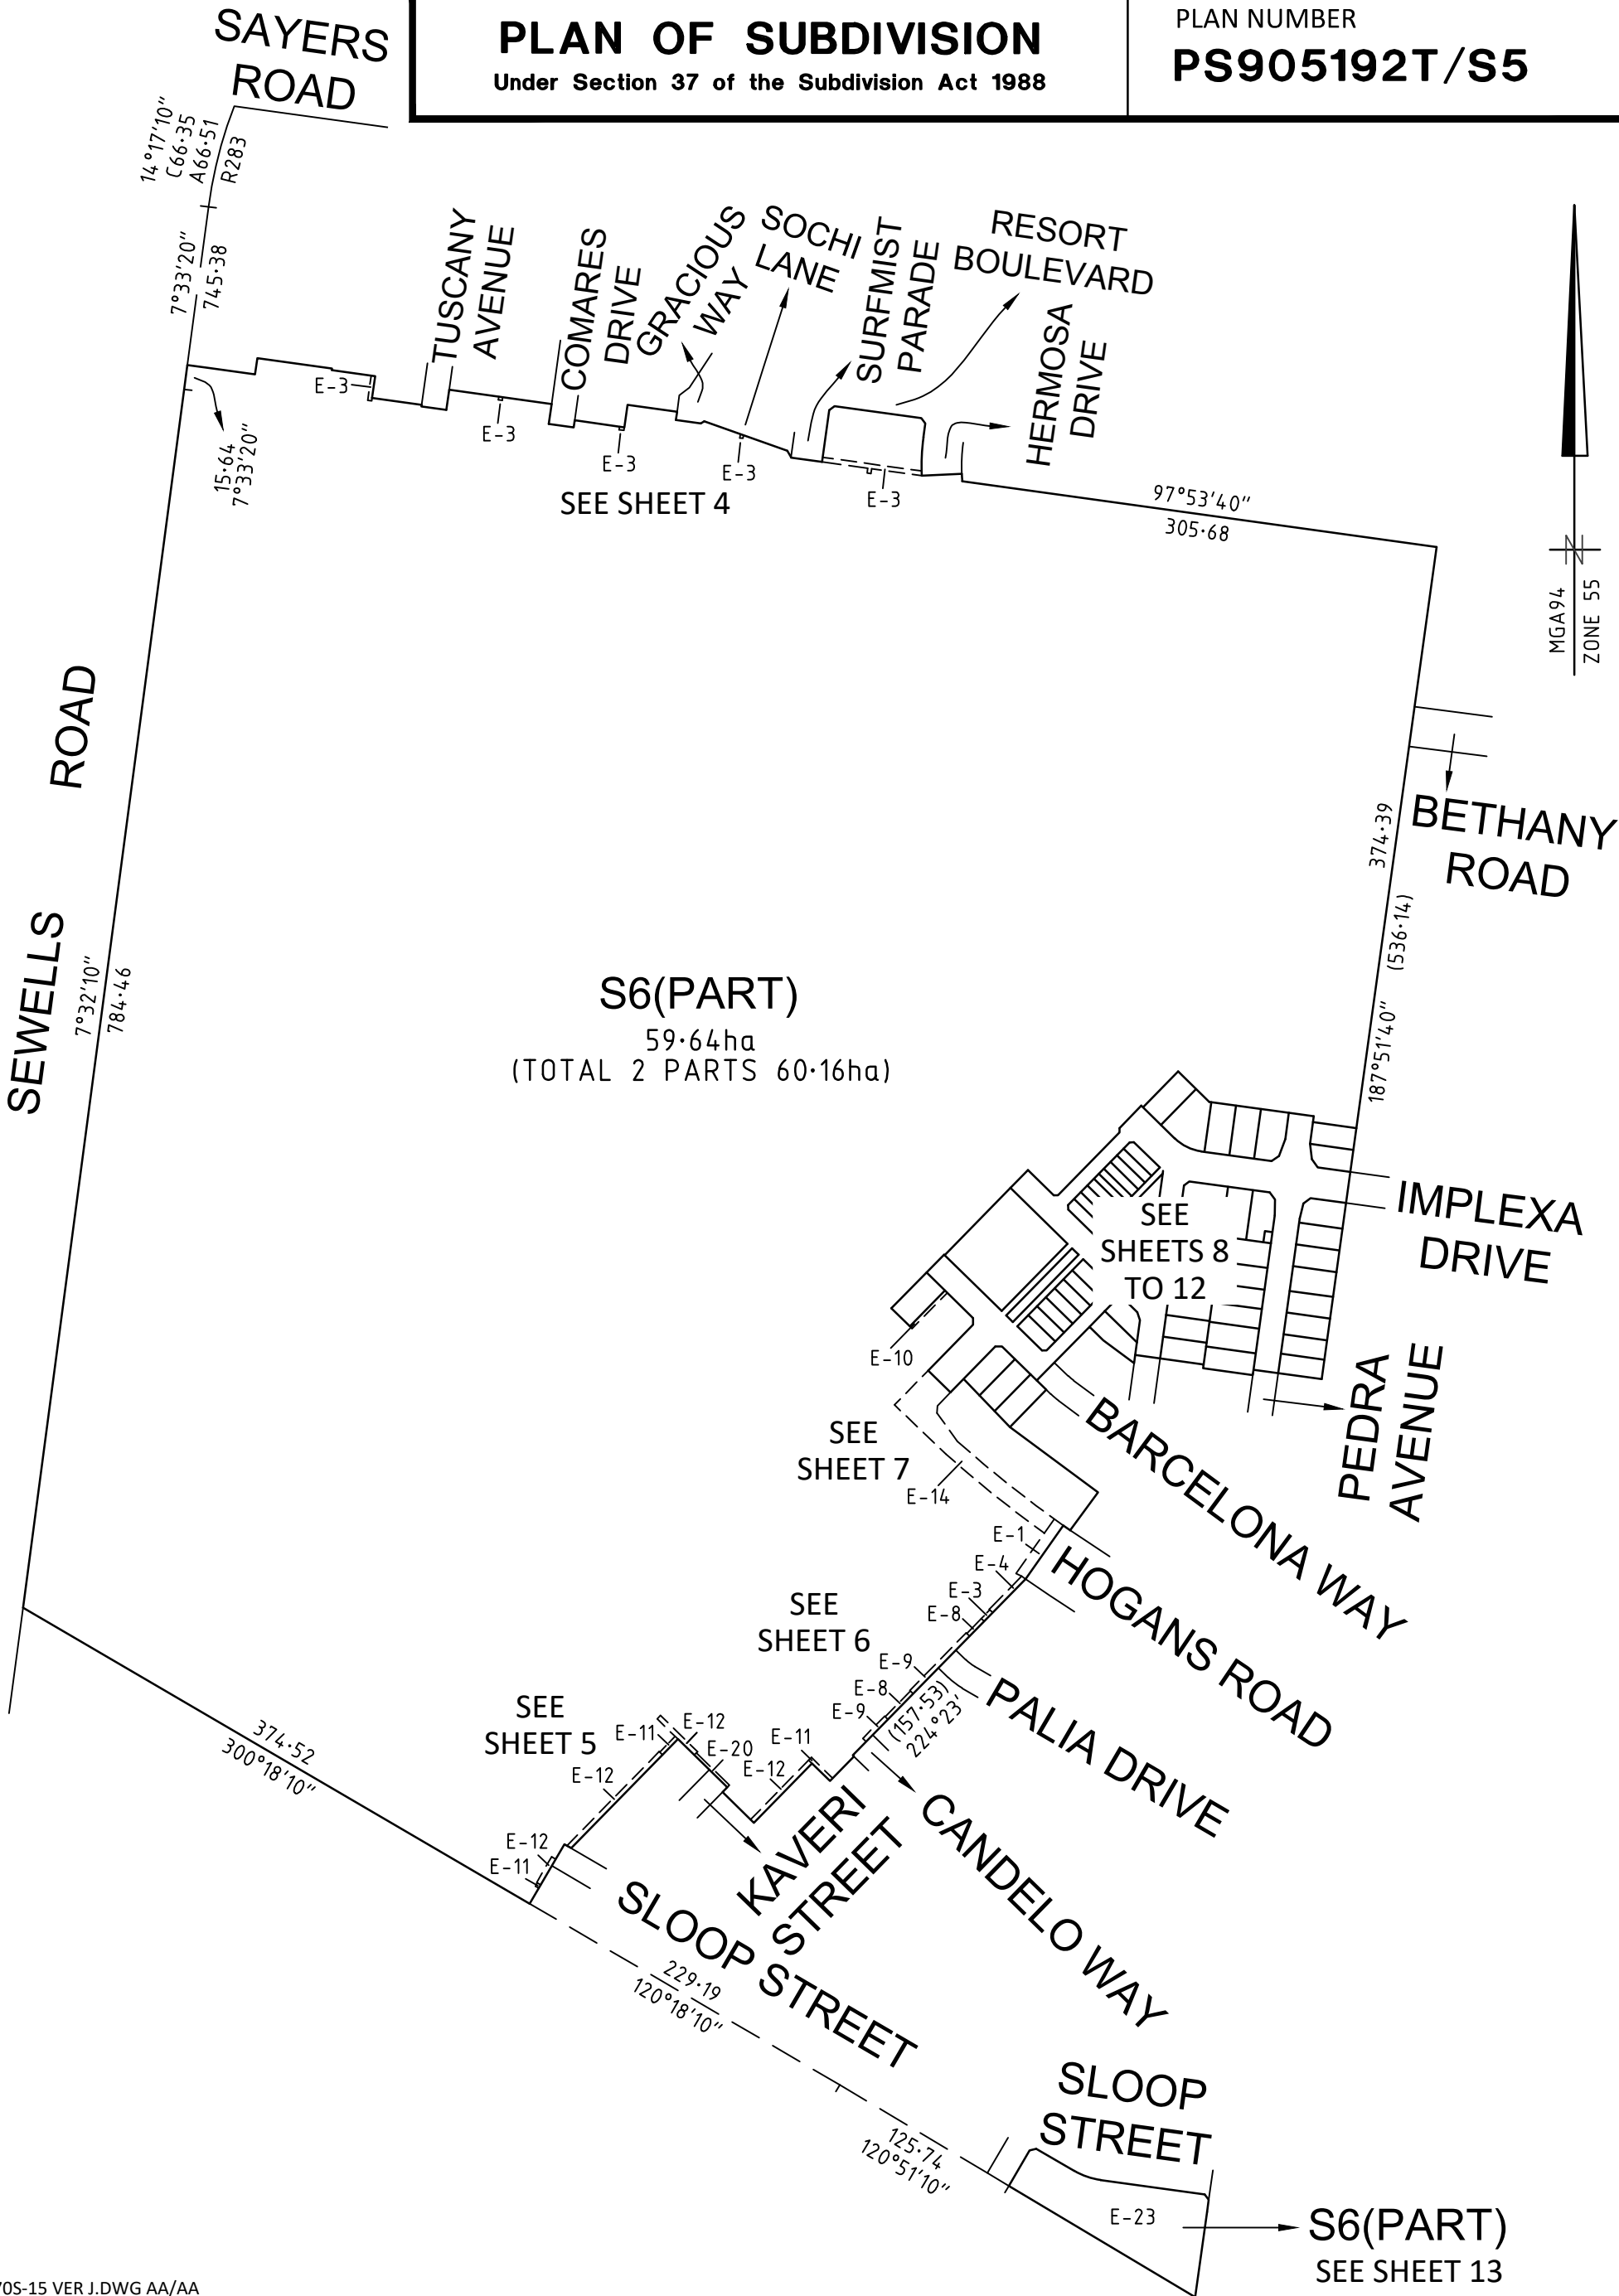 PLAN OF SUBDIVISION
Under Section 37 of the Subdivision Act 1988
PLAN NUMBER
PS905192T/S5
SAYERS
ROAD
14°17'10"
C66·35
A66·51
R283
7°33'20"
745·38
TUSCANY
AVENUE
COMARES
DRIVE
GRACIOUS
WAY
SOCHI
LANE
SURFMIST
PARADE
RESORT
BOULEVARD
HERMOSA
DRIVE
E-3
E-3
E-3
E-3
E-3
15·64
7°33'20"
SEE SHEET 4
97°53'40"
305·68
MGA94
ZONE 55
N
SEWELLS ROAD
7°32'10"
784·46
374·39
187°51'40" (536·14)
BETHANY
ROAD
S6(PART)
59·64ha
(TOTAL 2 PARTS 60·16ha)
SEE
SHEETS 8
TO 12
IMPLEXA
DRIVE
PEDRA
AVENUE
E-10
BARCELONA WAY
SEE
SHEET 7
E-14
E-1
E-4
E-3
E-8
HOGANS ROAD
SEE
SHEET 6
E-9
E-8
E-9
(157·53)
224°23'
PALIA DRIVE
SEE
SHEET 5
E-11
E-12
E-20
E-11
E-12
E-12
E-12
E-11
374·52
300°18'10"
KAVERI
STREET
CANDELO WAY
SLOOP STREET
229·19
120°18'10"
125·74
120°51'10"
SLOOP
STREET
E-23
S6(PART)
SEE SHEET 13
70S-15 VER J.DWG AA/AA